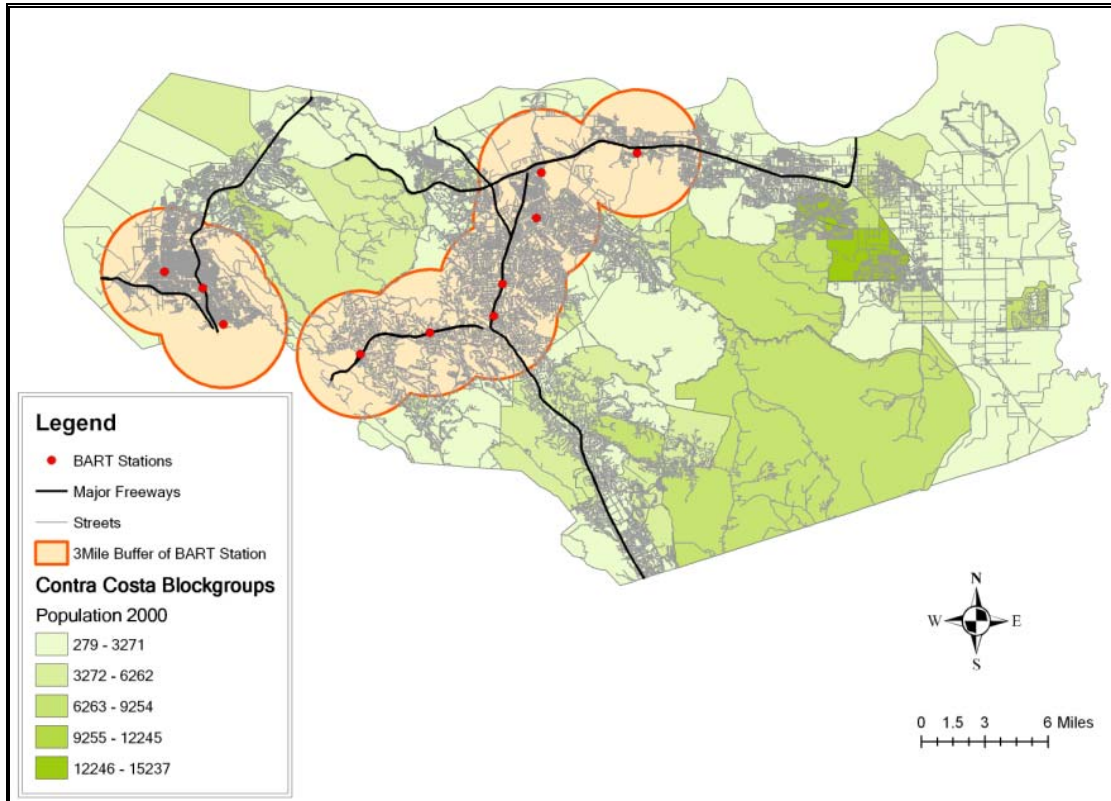 Legend
BART Stations
Major Freeways
Streets
3Mile Buffer of BART Station
Contra Costa Blockgroups
Population 2000
279 - 3271
3272 - 6262
6263 - 9254
9255 - 12245
12246 - 15237
N
W E
S
0 1.5 3 6 Miles